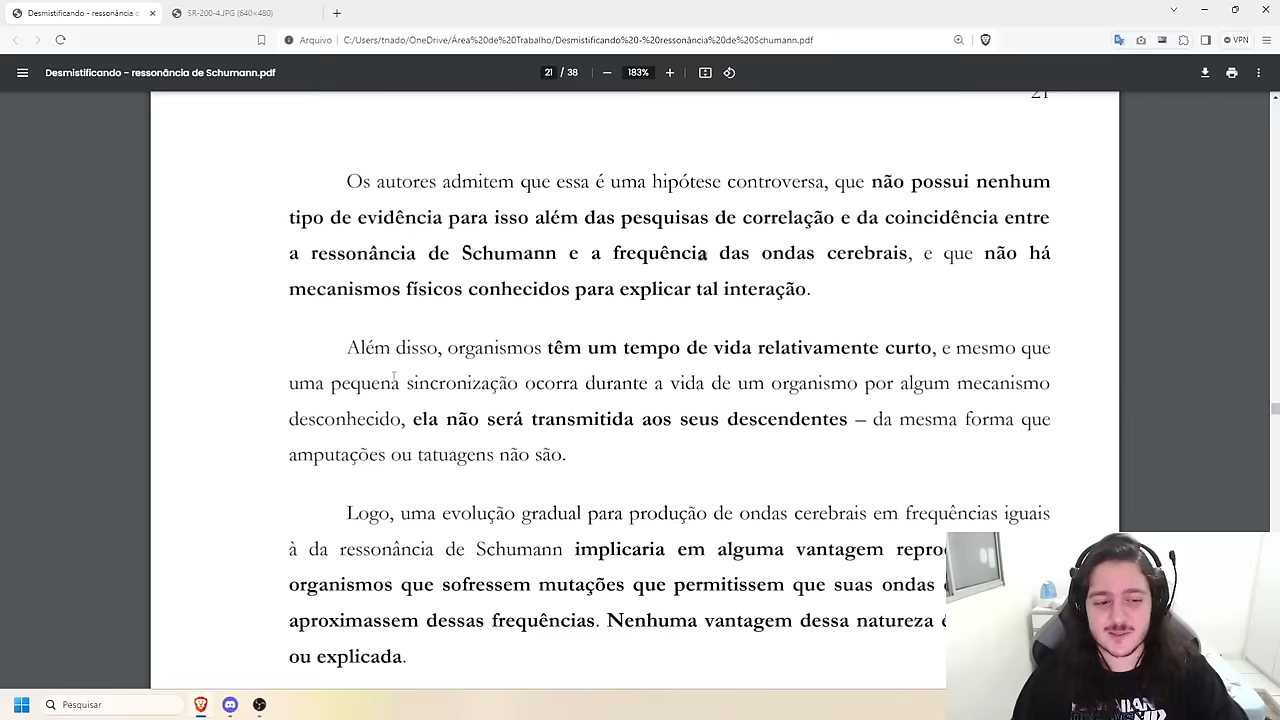 Desmistificando - ressonância d
SR-200-4.JPG (640×480)
Arquivo
C:/Users/tnado/OneDrive/Área%20de%20Trabalho/Desmistificando%20-%20ressonância%20de%20Schumann.pdf
VPN
Desmistificando - ressonância de Schumann.pdf
21 / 38
183%
21
Os autores admitem que essa é uma hipótese controversa, que não possui nenhum
tipo de evidência para isso além das pesquisas de correlação e da coincidência entre
a ressonância de Schumann e a frequência das ondas cerebrais, e que não há
mecanismos físicos conhecidos para explicar tal interação.
Além disso, organismos têm um tempo de vida relativamente curto, e mesmo que
uma pequena sincronização ocorra durante a vida de um organismo por algum mecanismo
desconhecido, ela não será transmitida aos seus descendentes – da mesma forma que
amputações ou tatuagens não são.
Logo, uma evolução gradual para produção de ondas cerebrais em frequências iguais
à da ressonância de Schumann implicaria em alguma vantagem
organismos que sofressem mutações que permitissem que suas ondas
aproximassem dessas frequências. Nenhuma vantagem dessa natureza
ou explicada.
Pesquisar